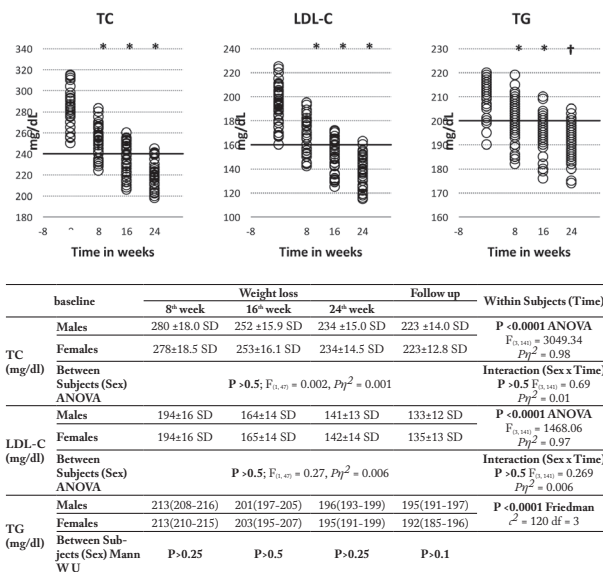 TC
LDL-C
TG
* * *
* * *
* * †
mg/dL
340
320
300
280
260
240
220
200
180
-8 8 16 24
Time in weeks
mg/dL
240
220
200
180
160
140
120
100
-8 0 8 16 24
Time in weeks
mg/dL
230
220
210
200
190
180
170
160
-8 0 8 16 24
Time in weeks
baseline Weight loss Follow up Within Subjects (Time)
8th week 16th week 24th week
Males 280 ±18.0 SD 252 ±15.9 SD 234 ±15.0 SD 223 ±14.0 SD P <0.0001 ANOVA
F(3, 141) = 3049.34
TC (mg/dl) Females 278±18.5 SD 253±16.1 SD 234±14.5 SD 223±12.8 SD Pη2 = 0.98
Between Subjects (Sex) ANOVA P >0.5; F(1, 47) = 0.002, Pη2 = 0.001 Interaction (Sex x Time)
P >0.5 F(3, 141) = 0.69
Pη2 = 0.01
Males 194±16 SD 164±14 SD 141±13 SD 133±12 SD P <0.0001 ANOVA
F(3, 141) = 1468.06
LDL-C (mg/dl) Females 194±16 SD 165±14 SD 142±14 SD 135±13 SD Pη2 = 0.97
Between Subjects (Sex) ANOVA P >0.5; F(1, 47) = 0.27, Pη2 = 0.006 Interaction (Sex x Time)
P >0.5 F(3, 141) = 0.269
Pη2 = 0.006
Males 213(208-216) 201(197-205) 196(193-199) 195(191-197) P <0.0001 Friedman
TG (mg/dl) Females 213(210-215) 203(195-207) 195(191-199) 192(185-196) c2 = 120 df = 3
Between Sub-
jects (Sex) Mann P>0.25 P>0.5 P>0.25 P>0.1
W U